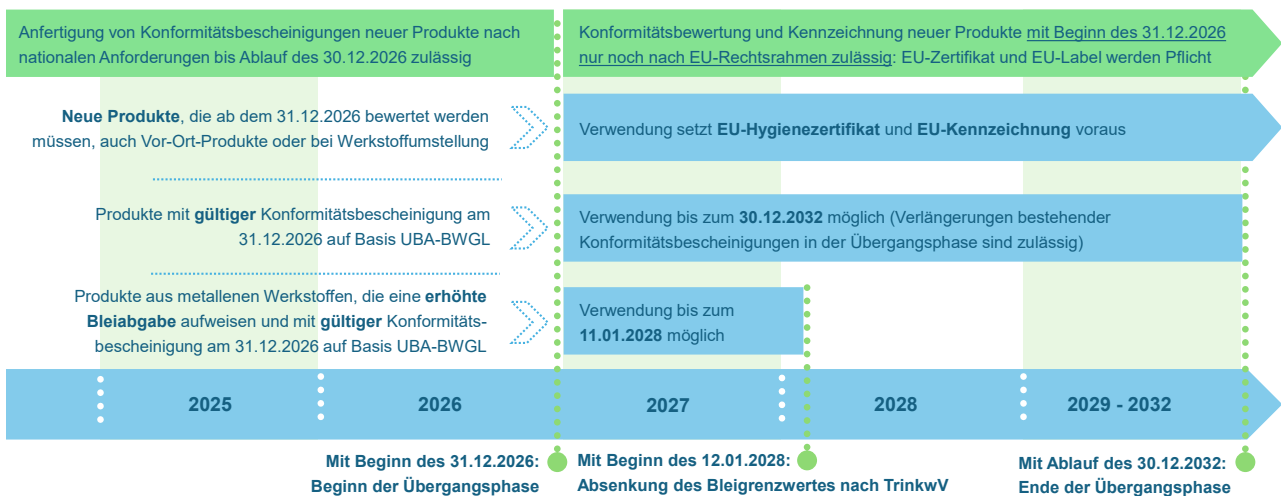 Anfertigung von Konformitätsbescheinigungen neuer Produkte nach
nationalen Anforderungen bis Ablauf des 30.12.2026 zulässig
Konformitätsbewertung und Kennzeichnung neuer Produkte mit Beginn des 31.12.2026
nur noch nach EU-Rechtsrahmen zulässig: EU-Zertifikat und EU-Label werden Pflicht
Neue Produkte, die ab dem 31.12.2026 bewertet werden
müssen, auch Vor-Ort-Produkte oder bei Werkstoffumstellung
Verwendung setzt EU-Hygienezertifikat und EU-Kennzeichnung voraus
Produkte mit gültiger Konformitätsbescheinigung am
31.12.2026 auf Basis UBA-BWGL
Verwendung bis zum 30.12.2032 möglich (Verlängerungen bestehender
Konformitätsbescheinigungen in der Übergangsphase sind zulässig)
Produkte aus metallenen Werkstoffen, die eine erhöhte
Bleiabgabe aufweisen und mit gültiger Konformitäts-
bescheinigung am 31.12.2026 auf Basis UBA-BWGL
Verwendung bis zum
11.01.2028 möglich
2025
2026
2027
2028
2029 - 2032
Mit Beginn des 31.12.2026:
Beginn der Übergangsphase
Mit Beginn des 12.01.2028:
Absenkung des Bleigrenzwertes nach TrinkwV
Mit Ablauf des 30.12.2032:
Ende der Übergangsphase